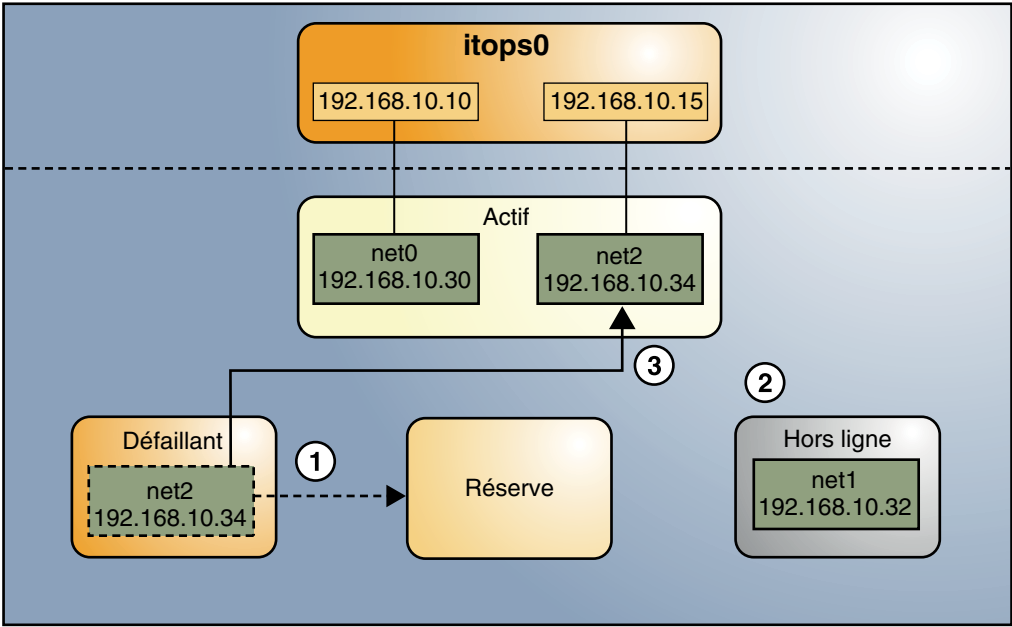 itops0
192.168.10.10
192.168.10.15
Actif
net0
192.168.10.30
net2
192.168.10.34
3
2
Défaillant
net2
192.168.10.34
1
Réserve
Hors ligne
net1
192.168.10.32